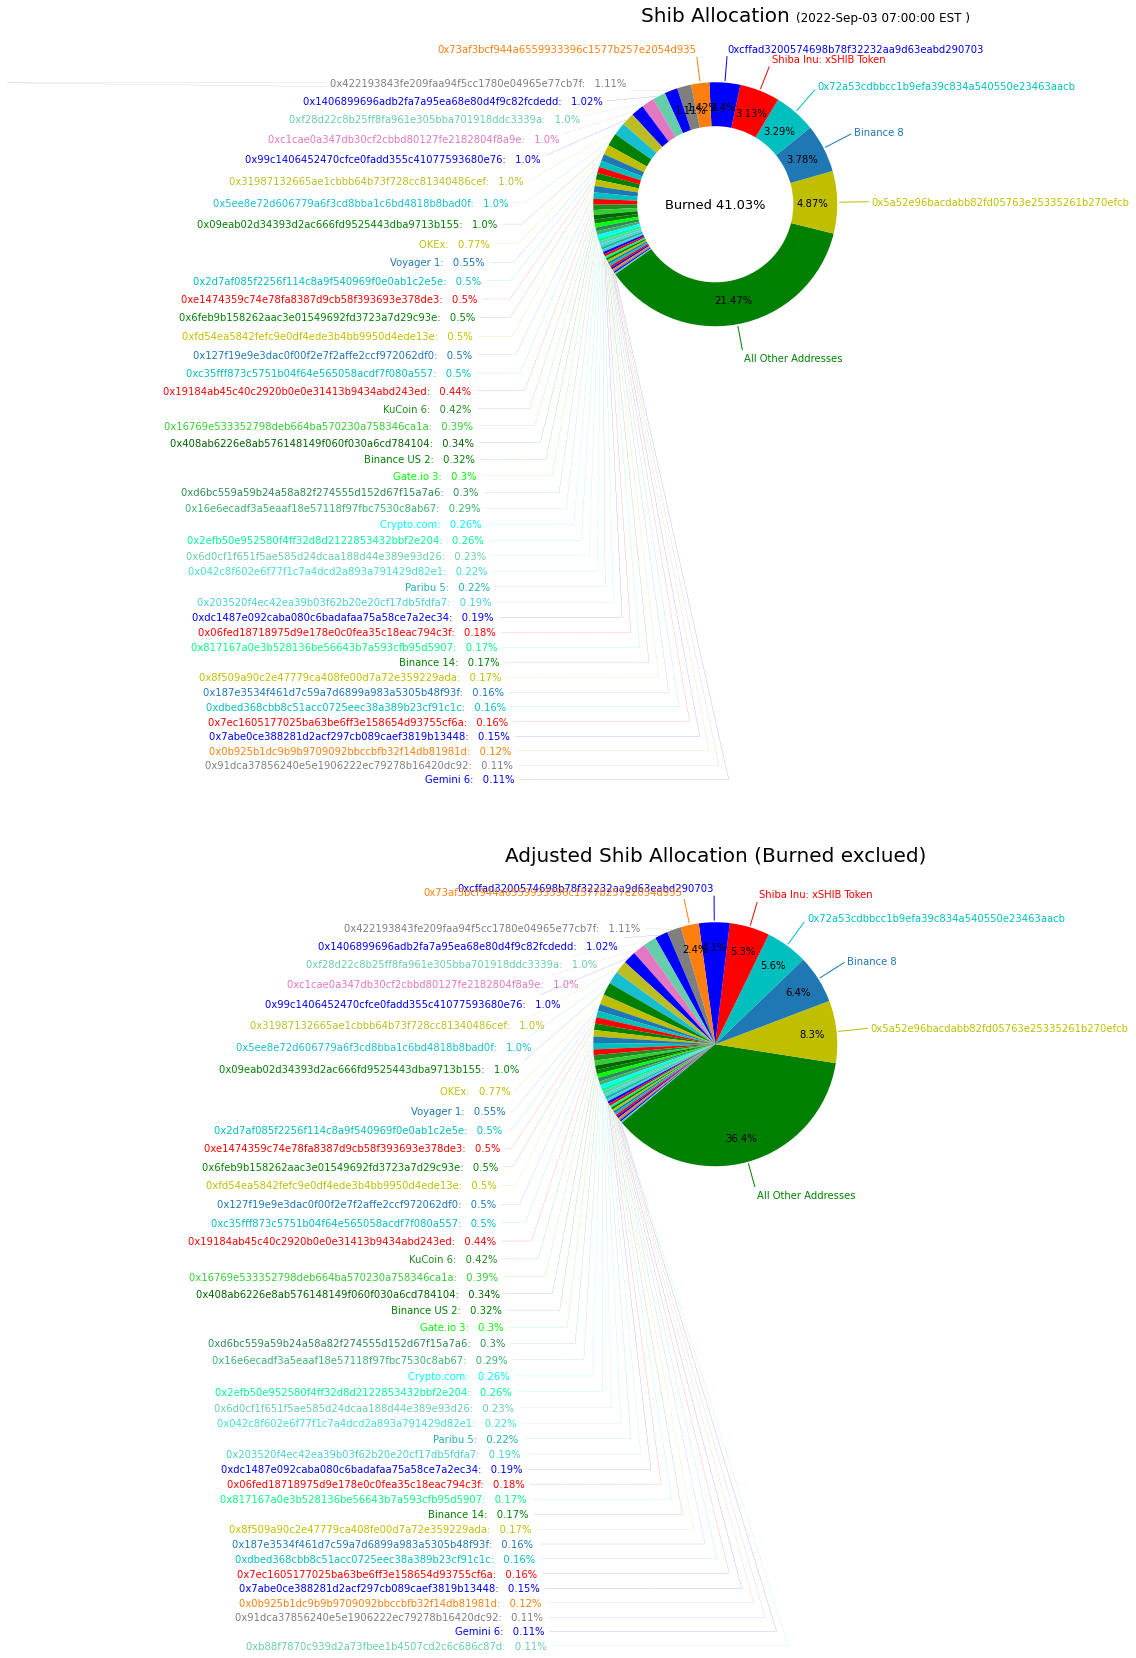 Shib Allocation (2022-Sep-03 07:00:00 EST )
0x73af3bcf944a6559933396c1577b257e2054d935
0xcffad3200574698b78f32232aa9d63eabd290703
Shiba Inu: xSHIB Token
0x422193843fe209faa94f5cc1780e04965e77cb7f: 1.11%
0x72a53cdbbcc1b9efa39c834a540550e23463aacb
0x1406899696adb2fa7a95ea68e80d4f9c82fcdedd: 1.02%
1.42%
3.13%
0xf28d22c8b25ff8fa961e305bba701918ddc3339a: 1.0%
3.29%
Binance 8
0xc1cae0a347db30cf2cbbd80127fe2182804f8a9e: 1.0%
0x99c1406452470cfce0fadd355c41077593680e76: 1.0%
3.78%
0x31987132665ae1cbbb64b73f728cc81340486cef: 1.0%
0x5ee8e72d606779a6f3cd8bba1c6bd4818b8bad0f: 1.0%
Burned 41.03%
4.87%
0x5a52e96bacdabb82fd05763e25335261b270efcb
0x09eab02d34393d2ac666fd9525443dba9713b155: 1.0%
OKEx: 0.77%
Voyager 1: 0.55%
0x2d7af085f2256f114c8a9f540969f0e0ab1c2e5e: 0.5%
0xe1474359c74e78fa8387d9cb58f393693e378de3: 0.5%
21.47%
0x6feb9b158262aac3e01549692fd3723a7d29c93e: 0.5%
0xfd54ea5842fefc9e0df4ede3b4bb9950d4ede13e: 0.5%
0x127f19e9e3dac0f00f2e7f2affe2ccf972062df0: 0.5%
All Other Addresses
0xc35fff873c5751b04f64e565058acdf7f080a557: 0.5%
0x19184ab45c40c2920b0e0e31413b9434abd243ed: 0.44%
KuCoin 6: 0.42%
0x16769e533352798deb664ba570230a758346ca1a: 0.39%
0x408ab6226e8ab576148149f060f030a6cd784104: 0.34%
Binance US 2: 0.32%
Gate.io 3: 0.3%
0xd6bc559a59b24a58a82f274555d152d67f15a7a6: 0.3%
0x16e6ecadf3a5eaaf18e57118f97fbc7530c8ab67: 0.29%
Crypto.com: 0.26%
0x2efb50e952580f4ff32d8d2122853432bbf2e204: 0.26%
0x6d0cf1f651f5ae585d24dcaa188d44e389e93d26: 0.23%
0x042c8f602e6f77f1c7a4dcd2a893a791429d82e1: 0.22%
Paribu 5: 0.22%
0x203520f4ec42ea39b03f62b20e20cf17db5fdfa7: 0.19%
0xdc1487e092caba080c6badafaa75a58ce7a2ec34: 0.19%
0x06fed18718975d9e178e0c0fea35c18eac794c3f: 0.18%
0x817167a0e3b528136be56643b7a593cfb95d5907: 0.17%
Binance 14: 0.17%
0x8f509a90c2e47779ca408fe00d7a72e359229ada: 0.17%
0x187e3534f461d7c59a7d6899a983a5305b48f93f: 0.16%
0xdbed368cbb8c51acc0725eec38a389b23cf91c1c: 0.16%
0x7ec1605177025ba63be6ff3e158654d93755cf6a: 0.16%
0x7abe0ce388281d2acf297cb089caef3819b13448: 0.15%
0x0b925b1dc9b9b9709092bbccbfb32f14db81981d: 0.12%
0x91dca37856240e5e1906222ec79278b16420dc92: 0.11%
Gemini 6: 0.11%
Adjusted Shib Allocation (Burned exclued)
0xcffad3200574698b78f32232aa9d63eabd290703
0x73af3bcf944a6559933396c1577b257e2054d935
Shiba Inu: xSHIB Token
0x72a53cdbbcc1b9efa39c834a540550e23463aacb
0x422193843fe209faa94f5cc1780e04965e77cb7f: 1.11%
0x1406899696adb2fa7a95ea68e80d4f9c82fcdedd: 1.02%
2.4%
5.3%
0xf28d22c8b25ff8fa961e305bba701918ddc3339a: 1.0%
5.6%
Binance 8
0xc1cae0a347db30cf2cbbd80127fe2182804f8a9e: 1.0%
6.4%
0x99c1406452470cfce0fadd355c41077593680e76: 1.0%
0x31987132665ae1cbbb64b73f728cc81340486cef: 1.0%
8.3%
0x5a52e96bacdabb82fd05763e25335261b270efcb
0x5ee8e72d606779a6f3cd8bba1c6bd4818b8bad0f: 1.0%
0x09eab02d34393d2ac666fd9525443dba9713b155: 1.0%
OKEx: 0.77%
Voyager 1: 0.55%
0x2d7af085f2256f114c8a9f540969f0e0ab1c2e5e: 0.5%
36.4%
0xe1474359c74e78fa8387d9cb58f393693e378de3: 0.5%
0x6feb9b158262aac3e01549692fd3723a7d29c93e: 0.5%
0xfd54ea5842fefc9e0df4ede3b4bb9950d4ede13e: 0.5%
All Other Addresses
0x127f19e9e3dac0f00f2e7f2affe2ccf972062df0: 0.5%
0xc35fff873c5751b04f64e565058acdf7f080a557: 0.5%
0x19184ab45c40c2920b0e0e31413b9434abd243ed: 0.44%
KuCoin 6: 0.42%
0x16769e533352798deb664ba570230a758346ca1a: 0.39%
0x408ab6226e8ab576148149f060f030a6cd784104: 0.34%
Binance US 2: 0.32%
Gate.io 3: 0.3%
0xd6bc559a59b24a58a82f274555d152d67f15a7a6: 0.3%
0x16e6ecadf3a5eaaf18e57118f97fbc7530c8ab67: 0.29%
Crypto.com: 0.26%
0x2efb50e952580f4ff32d8d2122853432bbf2e204: 0.26%
0x6d0cf1f651f5ae585d24dcaa188d44e389e93d26: 0.23%
0x042c8f602e6f77f1c7a4dcd2a893a791429d82e1: 0.22%
Paribu 5: 0.22%
0x203520f4ec42ea39b03f62b20e20cf17db5fdfa7: 0.19%
0xdc1487e092caba080c6badafaa75a58ce7a2ec34: 0.19%
0x06fed18718975d9e178e0c0fea35c18eac794c3f: 0.18%
0x817167a0e3b528136be56643b7a593cfb95d5907: 0.17%
Binance 14: 0.17%
0x8f509a90c2e47779ca408fe00d7a72e359229ada: 0.17%
0x187e3534f461d7c59a7d6899a983a5305b48f93f: 0.16%
0xdbed368cbb8c51acc0725eec38a389b23cf91c1c: 0.16%
0x7ec1605177025ba63be6ff3e158654d93755cf6a: 0.16%
0x7abe0ce388281d2acf297cb089caef3819b13448: 0.15%
0x0b925b1dc9b9b9709092bbccbfb32f14db81981d: 0.12%
0x91dca37856240e5e1906222ec79278b16420dc92: 0.11%
Gemini 6: 0.11%
0xb88f7870c939d2a73fbee1b4507cd2c6c686c87d: 0.11%